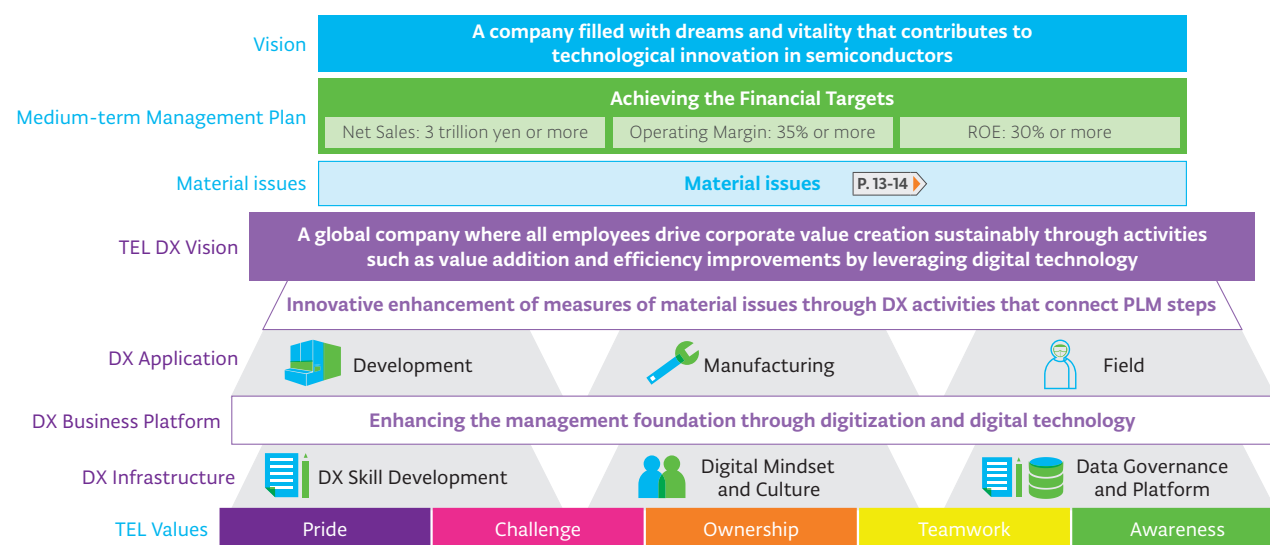 Vision
A company filled with dreams and vitality that contributes to
technological innovation in semiconductors
Medium-term Management Plan
Achieving the Financial Targets
Net Sales: 3 trillion yen or more
Operating Margin: 35% or more
ROE: 30% or more
Material issues
Material issues
P. 13-14
TEL DX Vision
A global company where all employees drive corporate value creation sustainably through activities
such as value addition and efficiency improvements by leveraging digital technology
Innovative enhancement of measures of material issues through DX activities that connect PLM steps
DX Application
Development
Manufacturing
Field
DX Business Platform
Enhancing the management foundation through digitization and digital technology
DX Infrastructure
DX Skill Development
Digital Mindset
and Culture
Data Governance
and Platform
TEL Values
Pride
Challenge
Ownership
Teamwork
Awareness